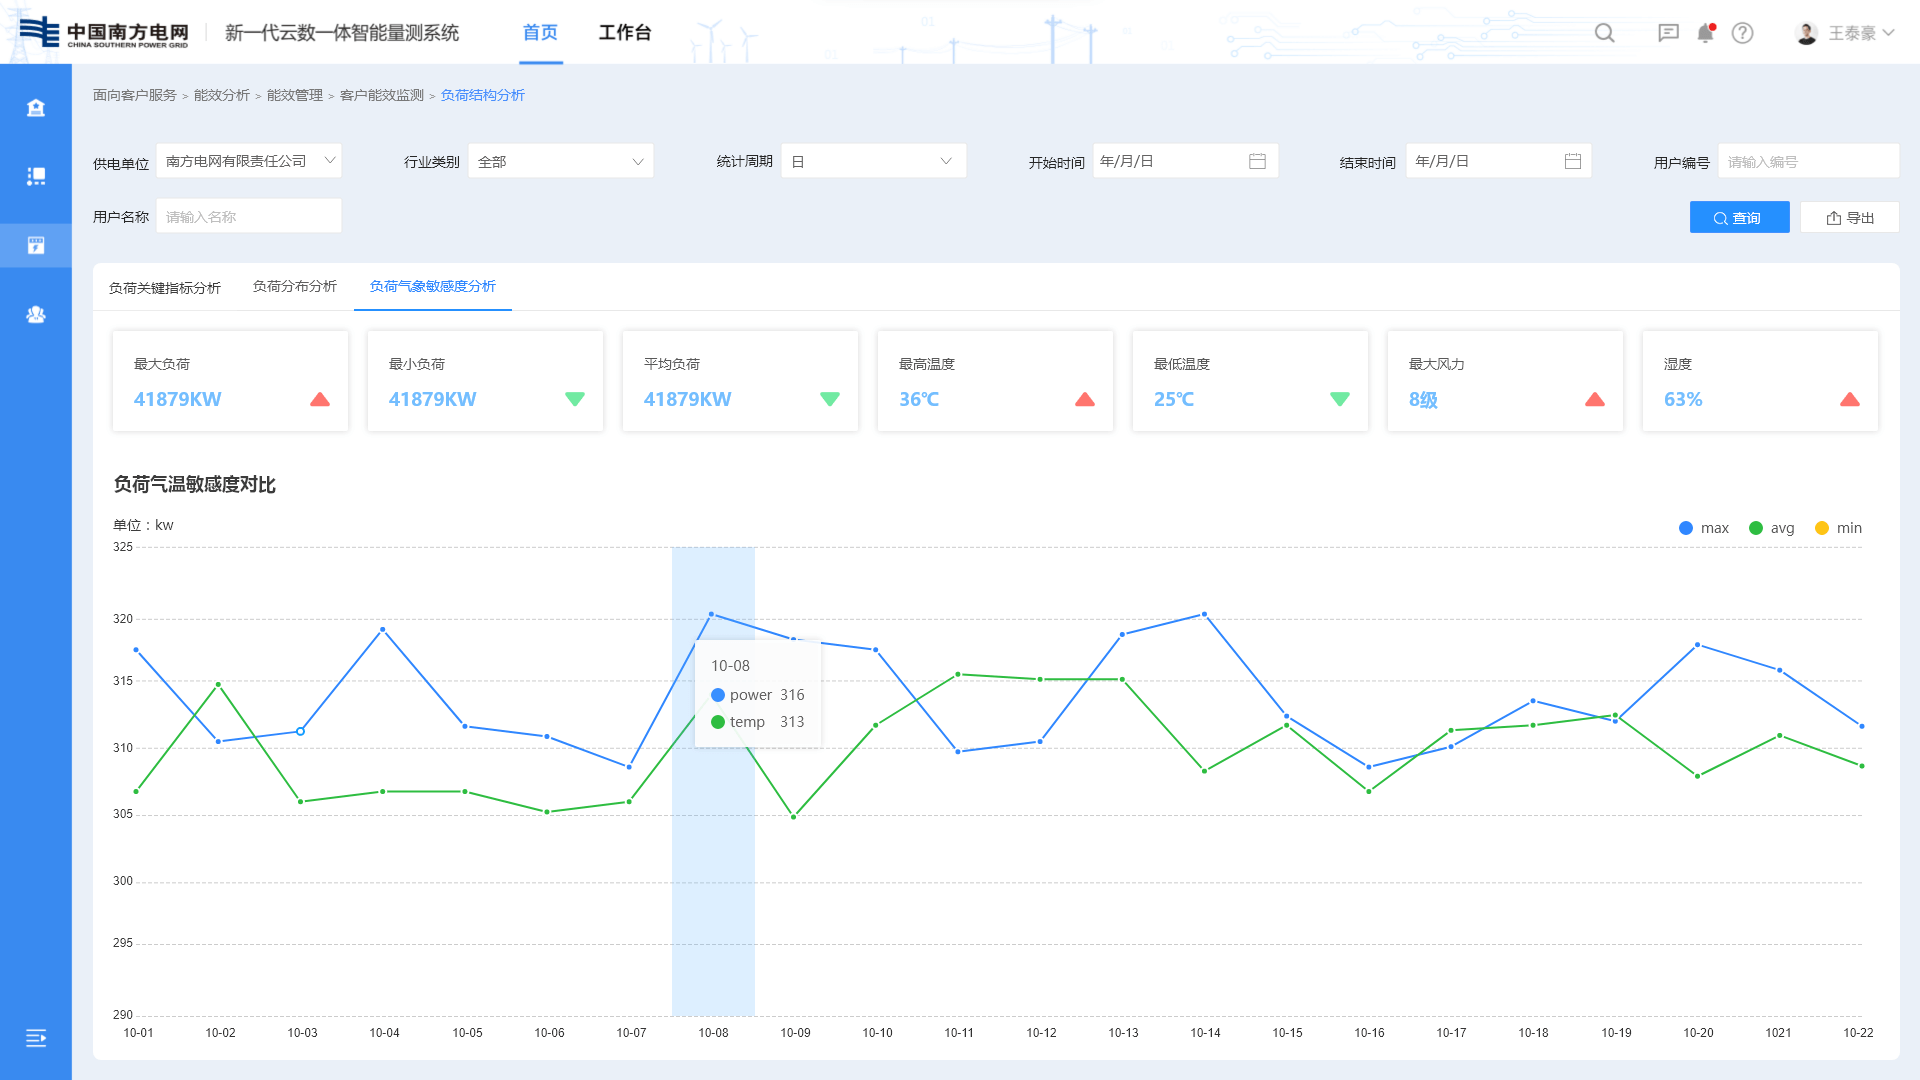 中国南方电网
CHINA SOUTHERN POWER GRID
新一代云数一体智能量测系统
首页 工作台
王泰豪
面向客户服务 > 能效分析 > 能效管理 > 客户能效监测 > 负荷结构分析
供电单位 南方电网有限责任公司 行业类别 全部 统计周期 日 开始时间 年/月/日 结束时间 年/月/日 用户编号 请输入编号
用户名称 请输入名称 查询 导出
负荷关键指标分析 负荷分布分析 负荷气象敏感度分析
最大负荷 最小负荷 平均负荷 最高温度 最低温度 最大风力 湿度
41879KW 41879KW 41879KW 36℃ 25℃ 8级 63%
负荷气温敏感度对比
单位：kw
max avg min
325
320
315
310
305
300
295
290
10-08
power 316
temp 313
10-01 10-02 10-03 10-04 10-05 10-06 10-07 10-08 10-09 10-10 10-11 10-12 10-13 10-14 10-15 10-16 10-17 10-18 10-19 10-20 1021 10-22